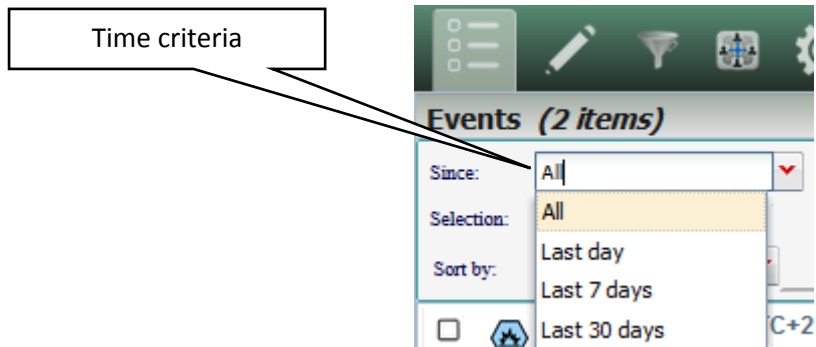 Time criteria
Events (2 items)
Since:
All
Selection:
All
Last day
Sort by:
Last 7 days
Last 30 days
C+2